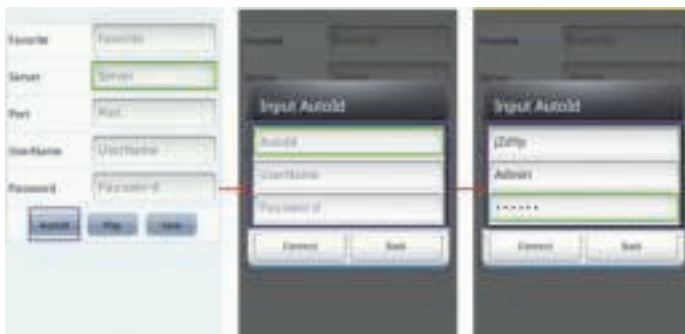 Favorite Favorite
Server Server
Port Port
UserName UserName
Password Password
AutoId Play Save
Input AutoId
AutoId
UserName
Password
Connect Back
Input AutoId
Admin
••••••
Connect Back